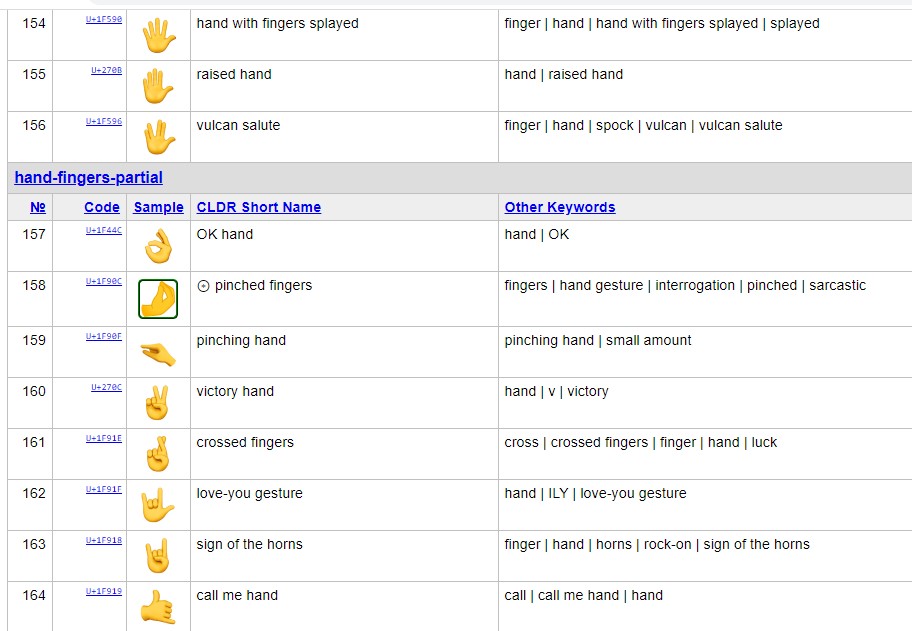 154 U+1F590 hand with fingers splayed finger | hand | hand with fingers splayed | splayed
155 U+270B raised hand hand | raised hand
156 U+1F596 vulcan salute finger | hand | spock | vulcan | vulcan salute
hand-fingers-partial
№ Code Sample CLDR Short Name Other Keywords
157 U+1F44C OK hand hand | OK
158 U+1F90C ⊕ pinched fingers fingers | hand gesture | interrogation | pinched | sarcastic
159 U+1F90F pinching hand pinching hand | small amount
160 U+270C victory hand hand | v | victory
161 U+1F91E crossed fingers cross | crossed fingers | finger | hand | luck
162 U+1F91F love-you gesture hand | ILY | love-you gesture
163 U+1F918 sign of the horns finger | hand | horns | rock-on | sign of the horns
164 U+1F919 call me hand call | call me hand | hand